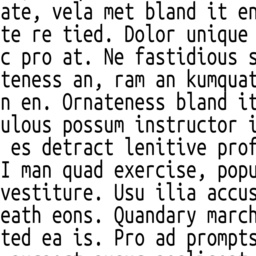 ate, vela met bland it en
te re tied. Dolor unique
c pro at. Ne fastidious s
teness an, ram an kumquat
n en. Ornateness bland it
ulous possum instructor i
es detract lenitive prof
I man quad exercise, popu
vestiture. Usu ilia accus
eath eons. Quandary march
ted ea is. Pro ad prompts